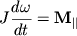 J dω/dt = M∥